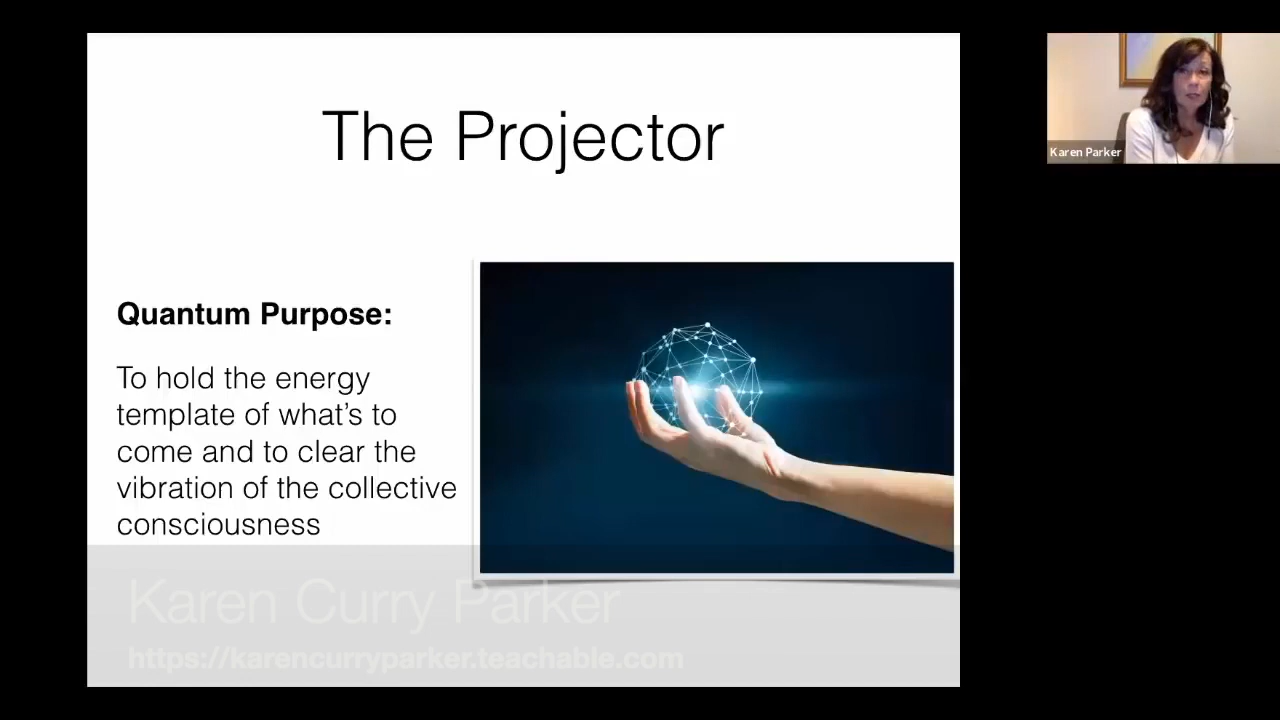 The Projector
Karen Parker
Quantum Purpose:
To hold the energy
template of what's to
come and to clear the
vibration of the collective
consciousness
Karen Curry Parker
https://karencurryparker.teachable.com